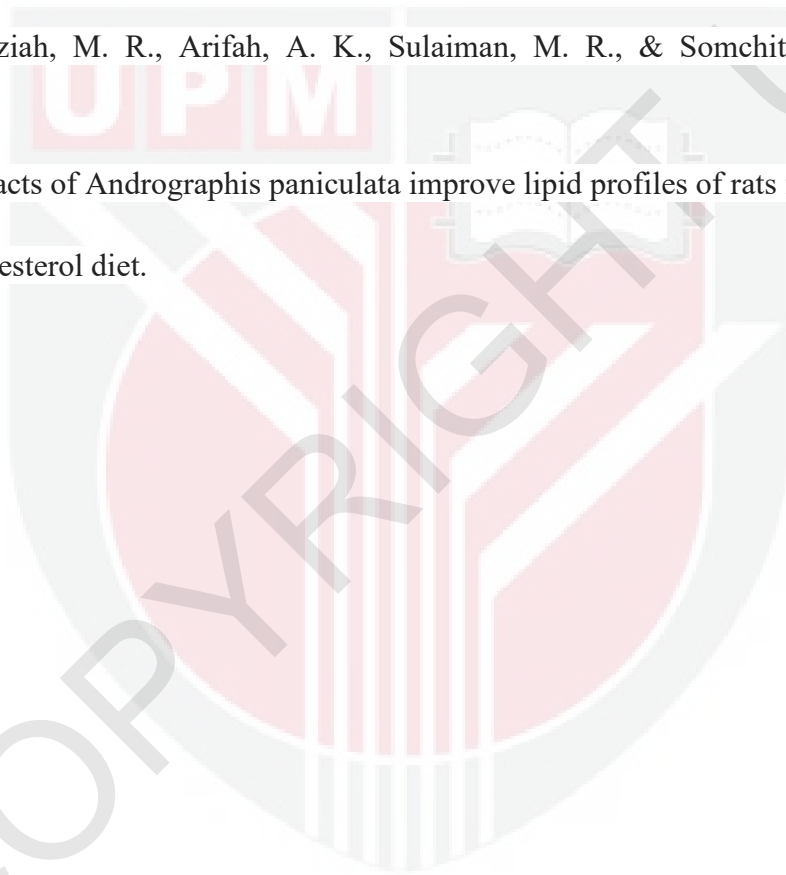 ziah, M. R., Arifah, A. K., Sulaiman, M. R., & Somchit
UPM
acts of Andrographis paniculata improve lipid profiles of rats
esterol diet.
COPYRIGHT U